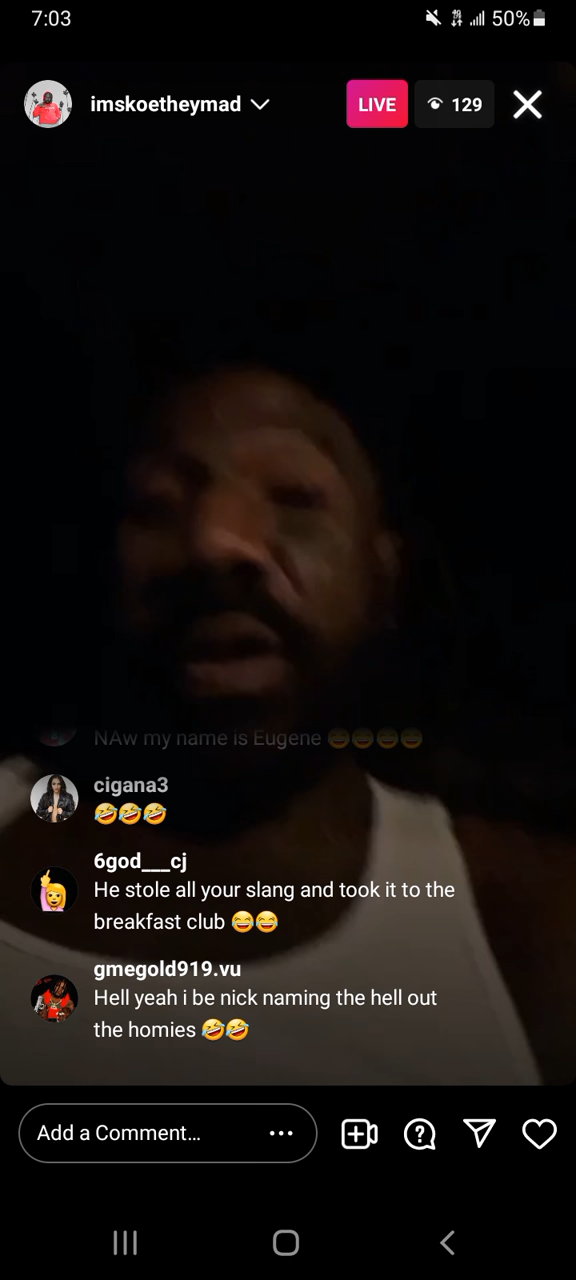 7:03
50%
imskoetheymad
LIVE
129
NAw my name is Eugene 😄😄😄😄
cigana3
🤣🤣🤣
6god___cj
He stole all your slang and took it to the
breakfast club 😄😄
gmegold919.vu
Hell yeah i be nick naming the hell out
the homies 🤣🤣
Add a Comment...